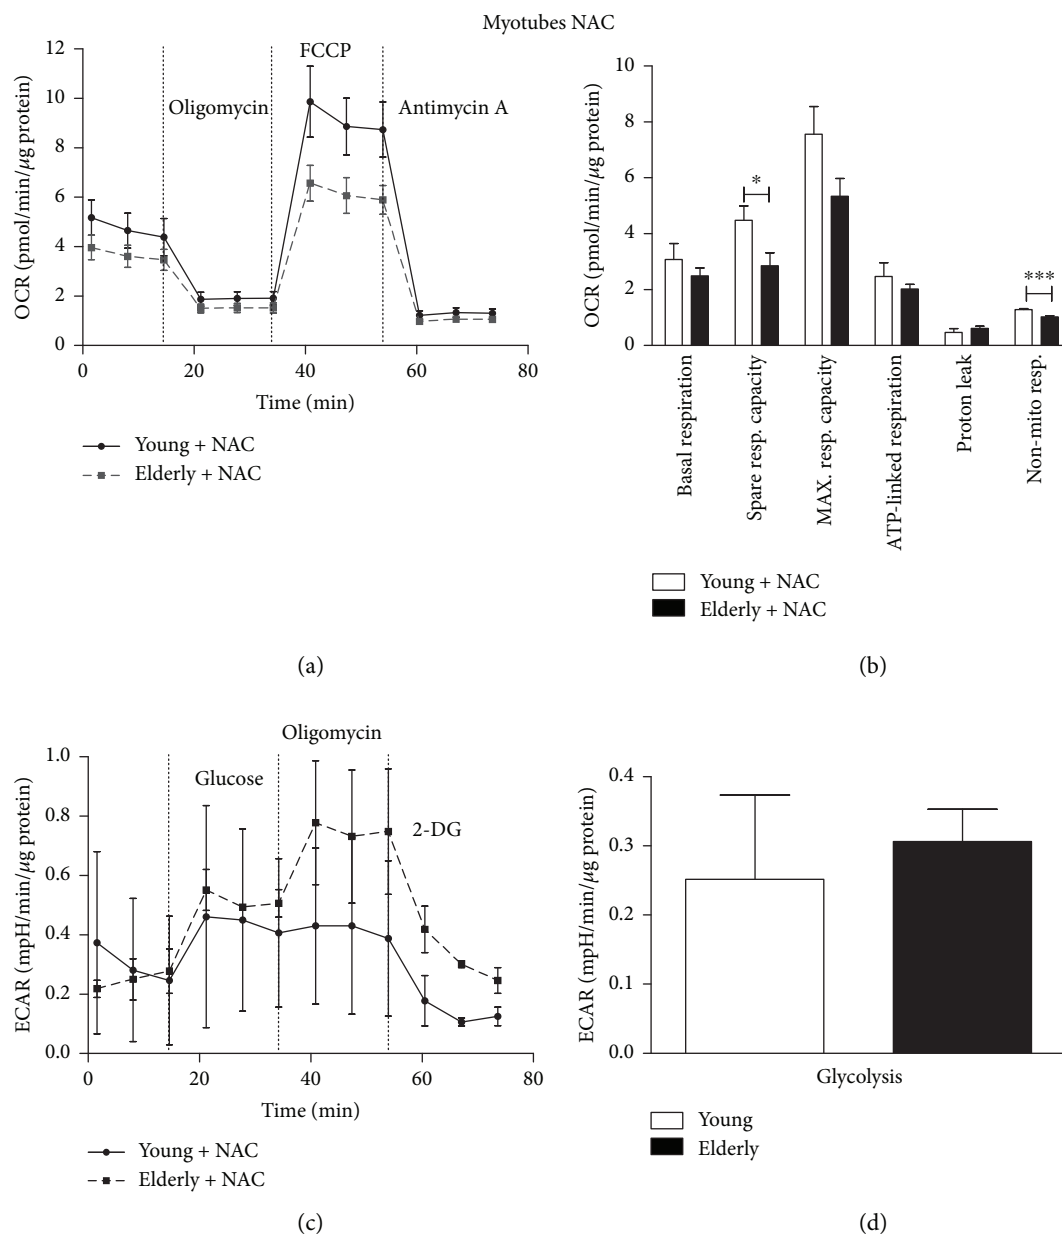 Myotubes NAC
OCR (pmol/min/μg protein)
12
10
8
6
4
2
0
FCCP
Oligomycin
Antimycin A
0 20 40 60 80
Time (min)
Young + NAC
Elderly + NAC
(a)
OCR (pmol/min/μg protein)
10
8
6
4
2
0
*
***
Basal respiration
Spare resp. capacity
MAX. resp. capacity
ATP-linked respiration
Proton leak
Non-mito resp.
Young + NAC
Elderly + NAC
(b)
ECAR (mpH/min/μg protein)
1.0
0.8
0.6
0.4
0.2
0.0
Oligomycin
Glucose
2-DG
0 20 40 60 80
Time (min)
Young + NAC
Elderly + NAC
(c)
ECAR (mpH/min/μg protein)
0.4
0.3
0.2
0.1
0.0
Glycolysis
Young
Elderly
(d)